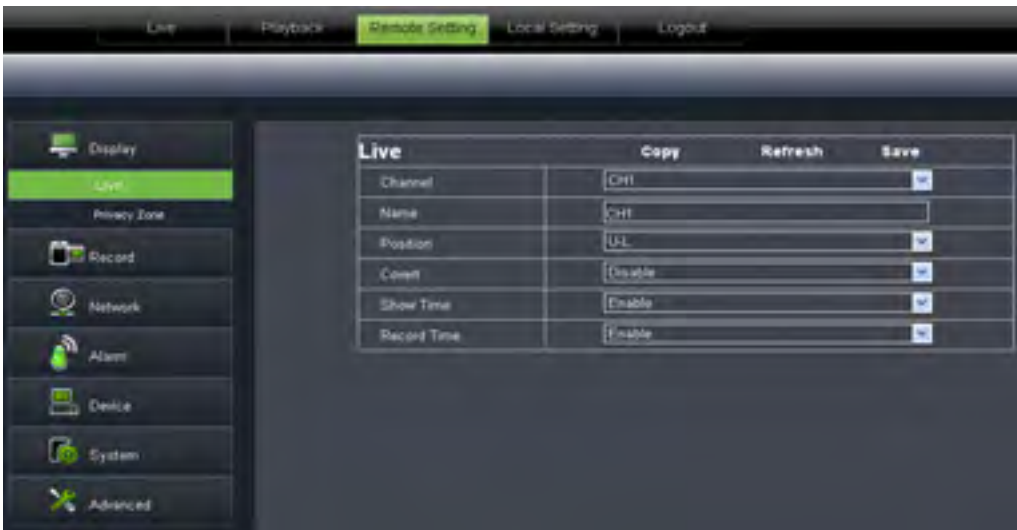 Live Playback Remote Setting Local Setting Logout
Display
Live
Privacy Zone
Record
Network
Alarm
Device
System
Advanced
Live Copy Refresh Save
Channel CH1
Name CH1
Position U-L
Covert Disable
Show Time Enable
Record Time Enable